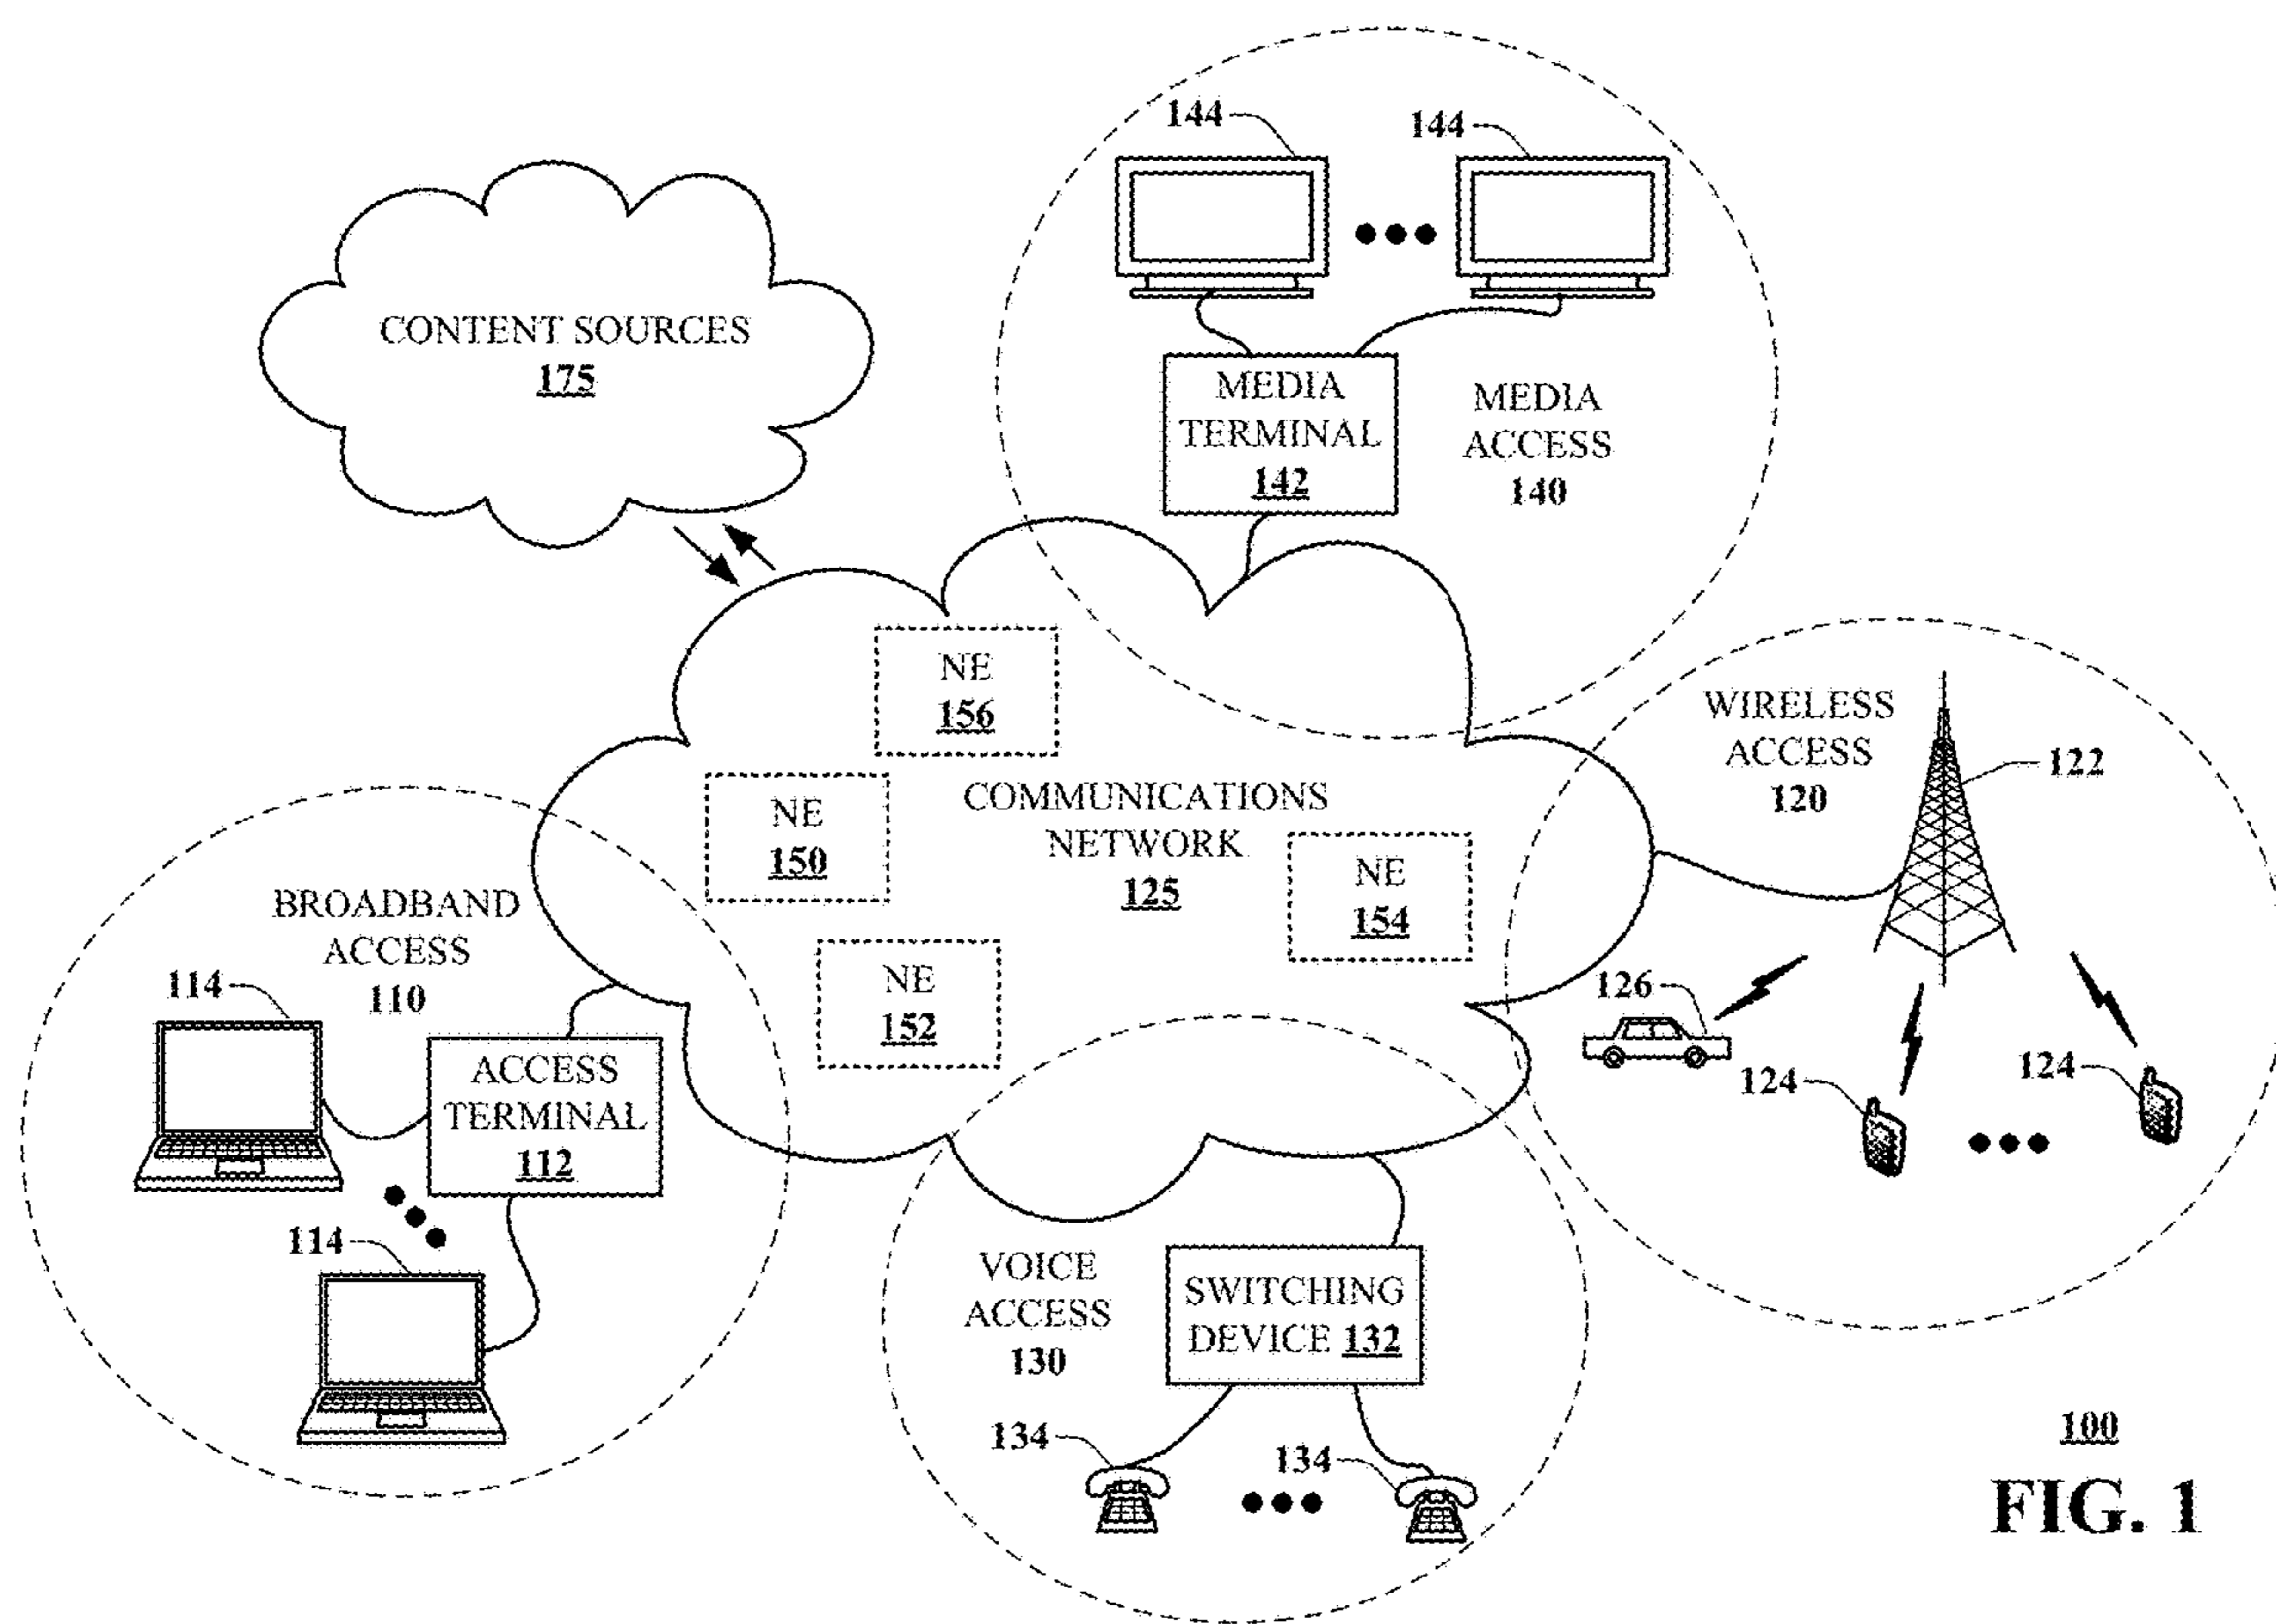 144
144
CONTENT SOURCES
175
MEDIA
TERMINAL
142
MEDIA
ACCESS
140
NE
156
WIRELESS
ACCESS
120
122
NE
150
COMMUNICATIONS
NETWORK
125
NE
154
BROADBAND
ACCESS
110
NE
152
114
126
ACCESS
TERMINAL
112
124
124
114
VOICE
ACCESS
130
SWITCHING
DEVICE 132
134
134
100
FIG. 1